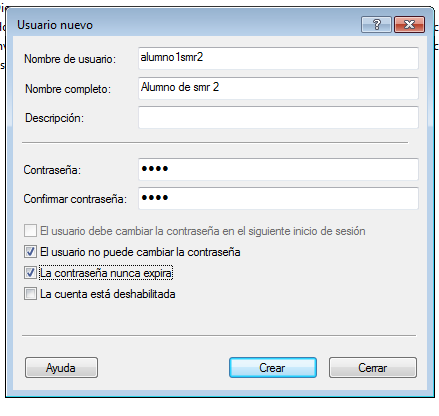 Usuario nuevo
Nombre de usuario: alumno1smr2
Nombre completo: Alumno de smr 2
Descripción:
Contraseña: ●●●●
Confirmar contraseña: ●●●●
El usuario debe cambiar la contraseña en el siguiente inicio de sesión
El usuario no puede cambiar la contraseña
La contraseña nunca expira
La cuenta está deshabilitada
Ayuda Crear Cerrar